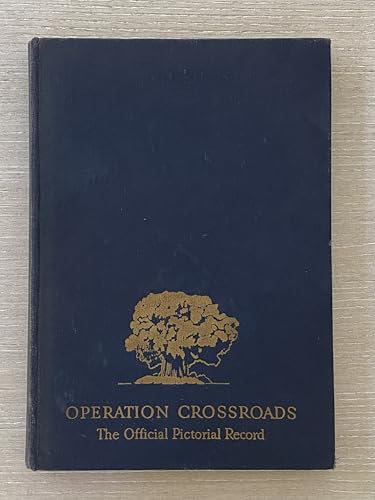 OPERATION CROSSROADS
The Official Pictorial Record